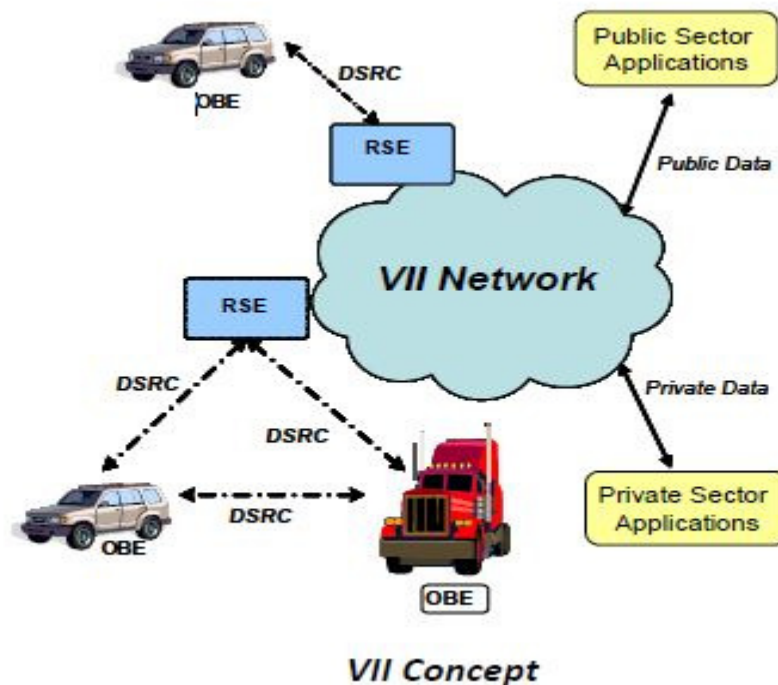 Public Sector
Applications
DSRC
OBE
RSE
Public Data
VII Network
RSE
DSRC
Private Data
DSRC
Private Sector
Applications
DSRC
OBE
OBE
VII Concept